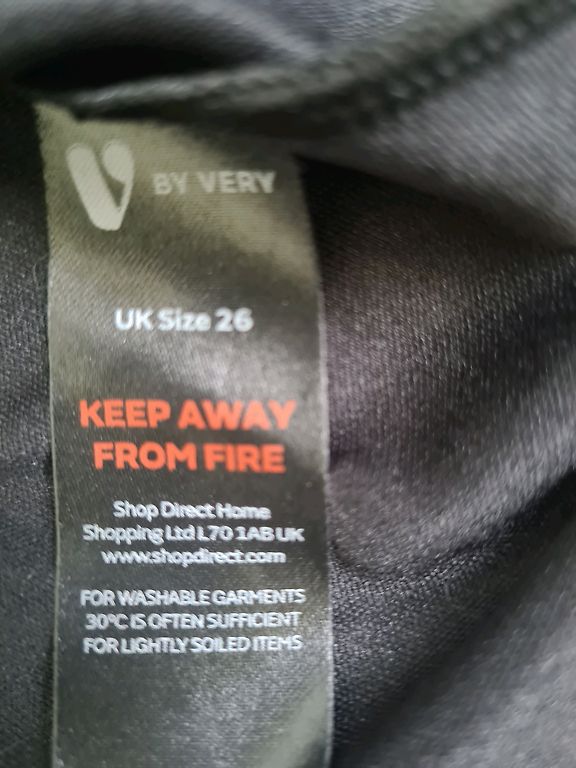 V BY VERY
UK Size 26
KEEP AWAY
FROM FIRE
Shop Direct Home
Shopping Ltd L70 1AB UK
www.shopdirect.com
FOR WASHABLE GARMENTS
30°C IS OFTEN SUFFICIENT
FOR LIGHTLY SOILED ITEMS